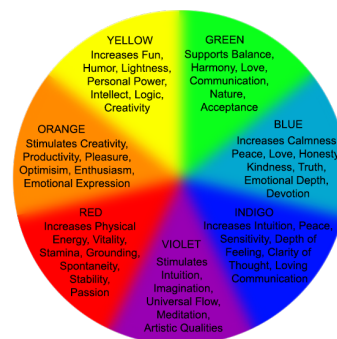 YELLOW
Increases Fun,
Humor, Lightness,
Personal Power,
Intellect, Logic,
Creativity
GREEN
Supports Balance,
Harmony, Love,
Communication,
Nature,
Acceptance
BLUE
Increases Calmness
Peace, Love, Honesty
Kindness, Truth,
Emotional Depth,
Devotion
INDIGO
Increases Intuition, Peace,
Sensitivity, Depth of
Feeling, Clarity of
Thought, Loving
Communication
VIOLET
Stimulates
Intuition,
Imagination,
Universal Flow,
Meditation,
Artistic Qualities
RED
Increases Physical
Energy, Vitality,
Stamina, Grounding,
Spontaneity,
Stability,
Passion
ORANGE
Stimulates Creativity,
Productivity, Pleasure,
Optimisim, Enthusiasm,
Emotional Expression